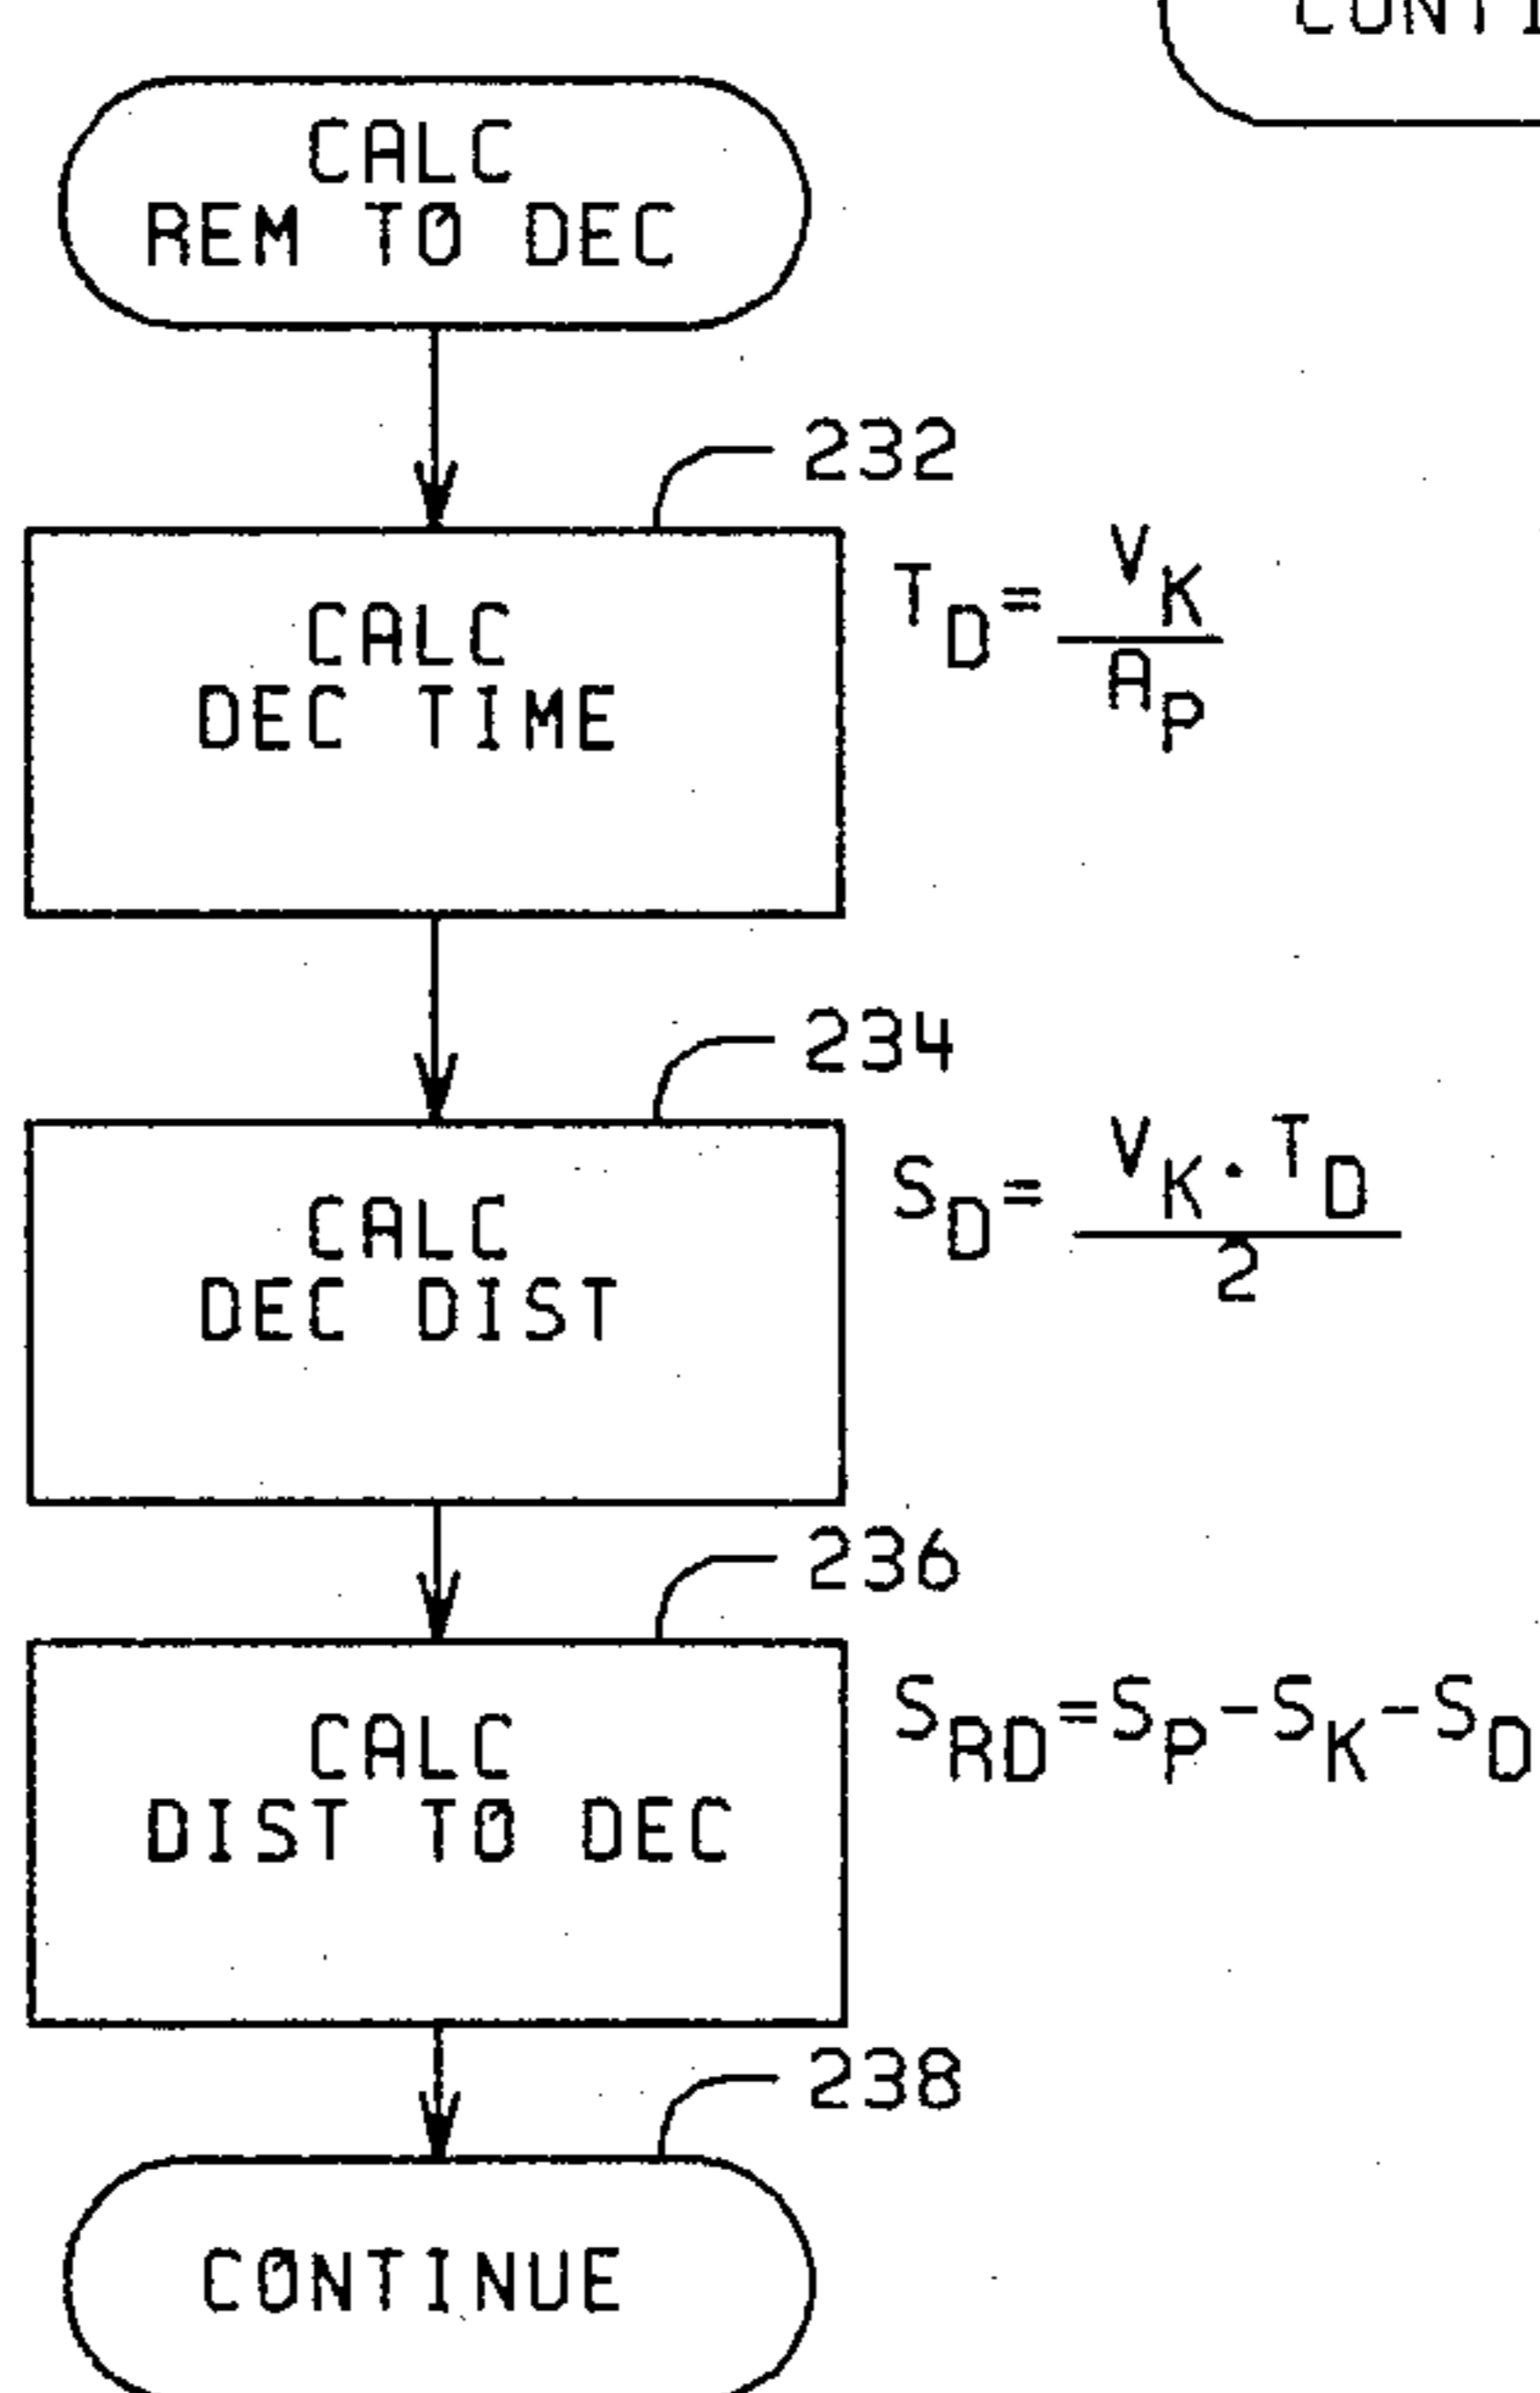 CALC
REM TO DEC
232
CALC
DEC TIME
T_D = V_K / A_P
234
CALC
DEC DIST
S_D = V_K · T_D / 2
236
CALC
DIST TO DEC
S_RD = S_P - S_K - S_D
238
CONTINUE